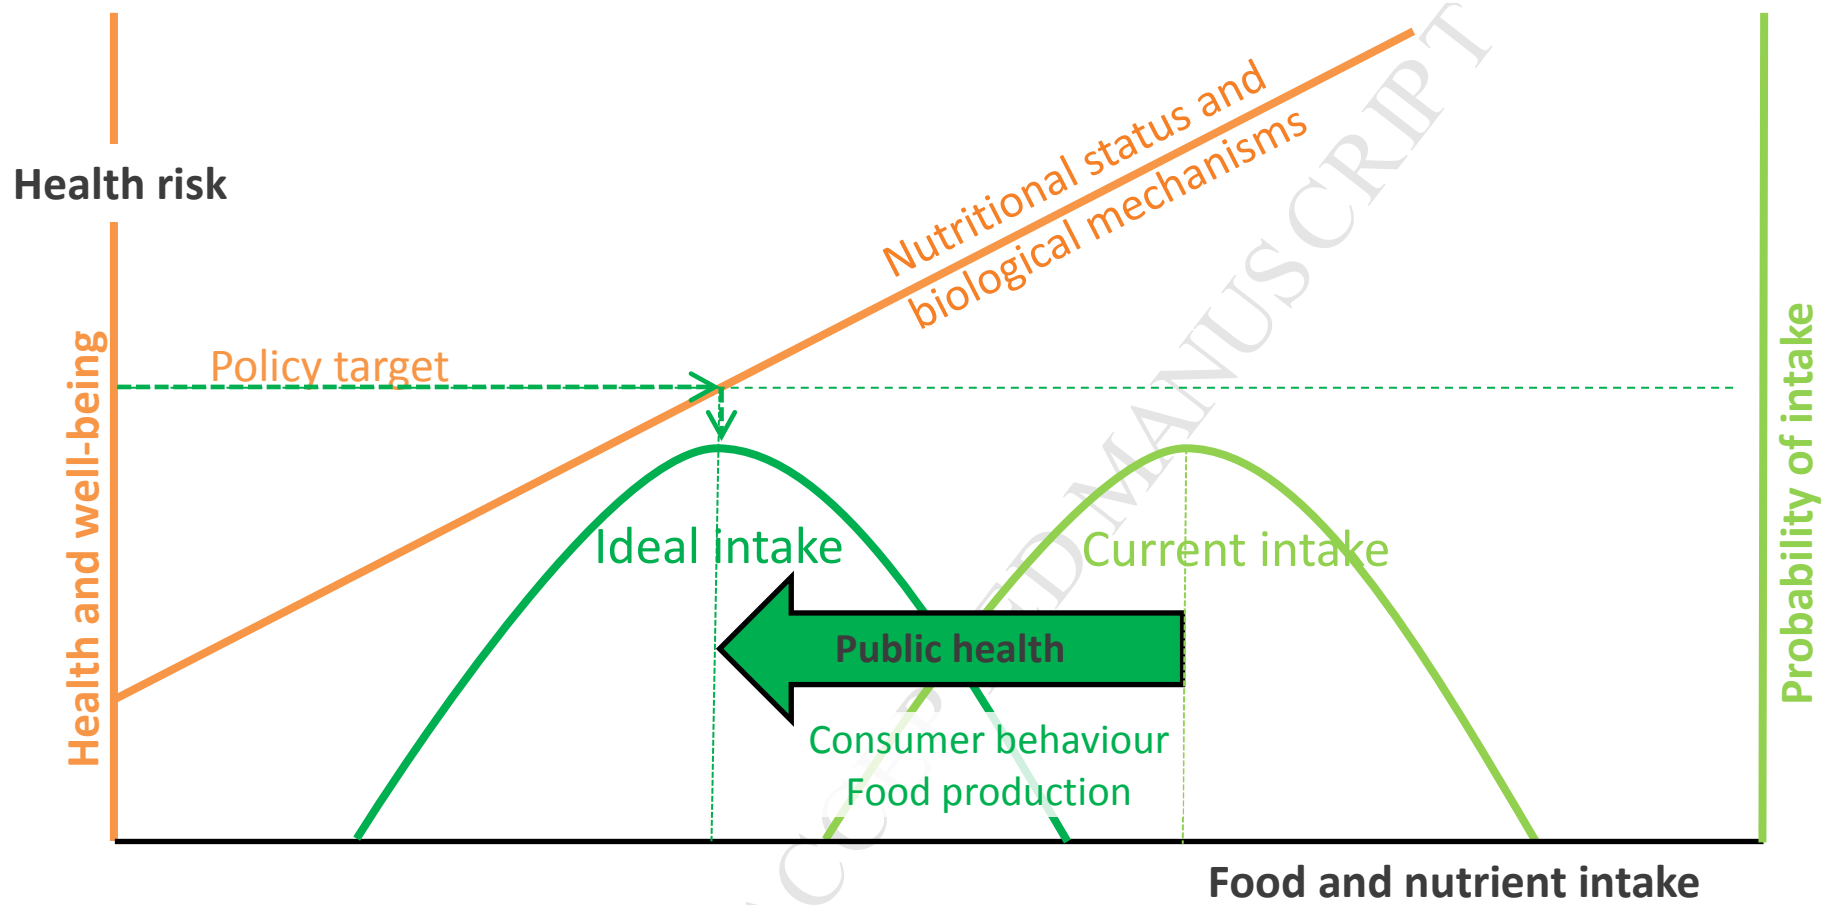 Health risk
Nutritional status and
biological mechanisms
Policy target
Health and well-being
Probability of intake
Ideal intake
Current intake
Public health
Consumer behaviour
Food production
Food and nutrient intake